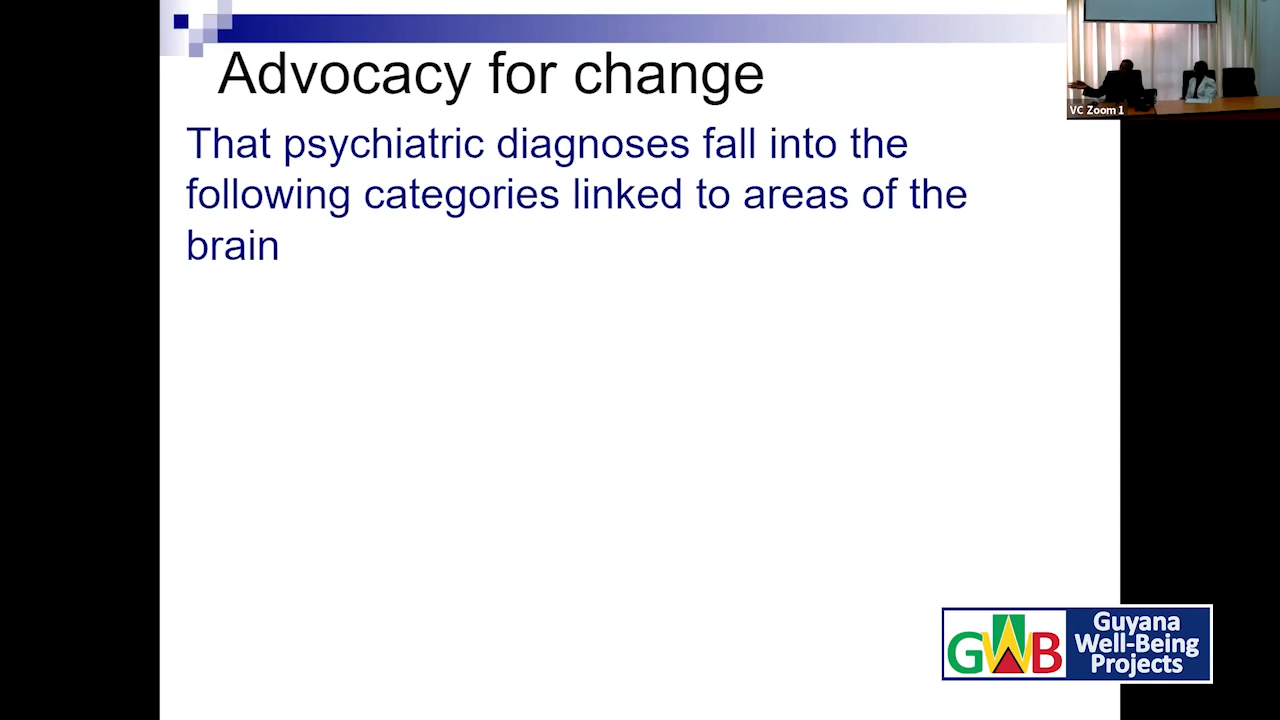 Advocacy for change
VC Zoom 1
That psychiatric diagnoses fall into the
following categories linked to areas of the
brain
GWB
Guyana
Well-Being
Projects